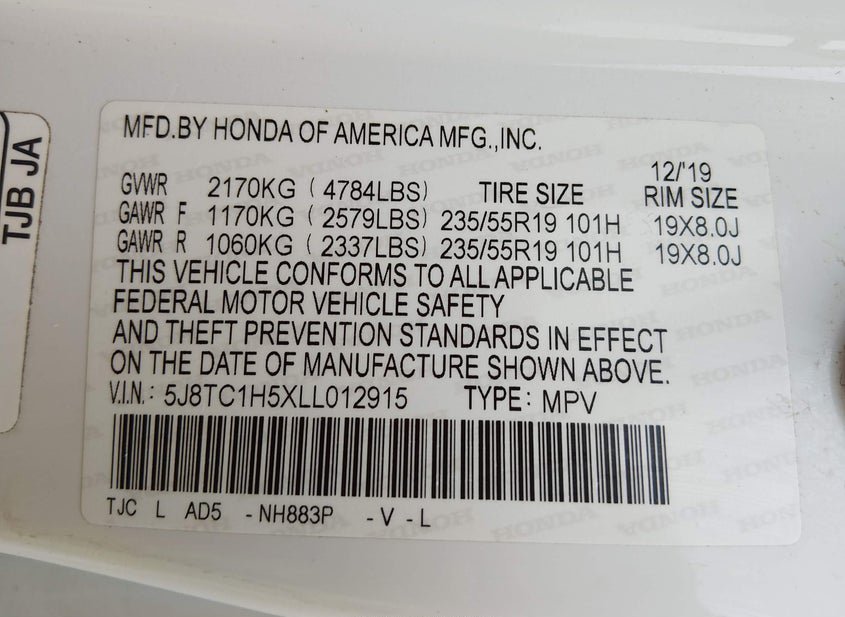 MFD.BY HONDA OF AMERICA MFG.,INC.
12/'19
GVWR 2170KG ( 4784LBS) TIRE SIZE RIM SIZE
GAWR F 1170KG ( 2579LBS) 235/55R19 101H 19X8.0J
GAWR R 1060KG ( 2337LBS) 235/55R19 101H 19X8.0J
THIS VEHICLE CONFORMS TO ALL APPLICABLE
FEDERAL MOTOR VEHICLE SAFETY
AND THEFT PREVENTION STANDARDS IN EFFECT
ON THE DATE OF MANUFACTURE SHOWN ABOVE.
V.I.N.: 5J8TC1H5XLL012915 TYPE: MPV
TJC L AD5 -NH883P -V -L
TJB JA